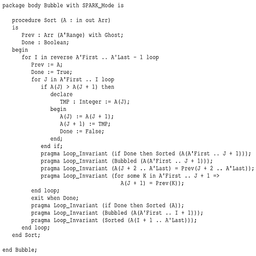 package body Bubble with SPARK_Mode is
procedure Sort (A : in out Arr)
is
Prev : Arr (A'Range) with Ghost;
Done : Boolean;
begin
for I in reverse A'First .. A'Last - 1 loop
Prev := A;
Done := True;
for J in A'First .. I loop
if A(J) > A(J + 1) then
declare
TMP : Integer := A(J);
begin
A(J) := A(J + 1);
A(J + 1) := TMP;
Done := False;
end;
end if;
pragma Loop_Invariant (if Done then Sorted (A(A'First .. J + 1)));
pragma Loop_Invariant (Bubbled (A(A'First .. J + 1)));
pragma Loop_Invariant (A(J + 2 .. A'Last) = Prev(J + 2 .. A'Last));
pragma Loop_Invariant (for some K in A'First .. J + 1 =>
A(J + 1) = Prev(K));
end loop;
exit when Done;
pragma Loop_Invariant (if Done then Sorted (A));
pragma Loop_Invariant (Bubbled (A(A'First .. I + 1)));
pragma Loop_Invariant (Sorted (A(I + 1 .. A'Last)));
end loop;
end Sort;
end Bubble;